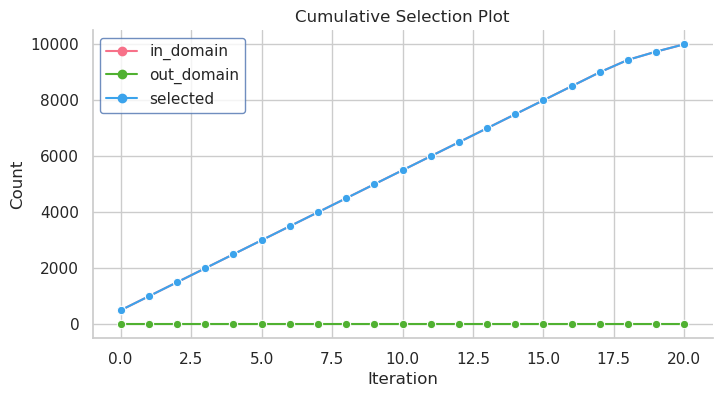 Cumulative Selection Plot
in_domain
out_domain
selected
Count
10000
8000
6000
4000
2000
0
0.0 2.5 5.0 7.5 10.0 12.5 15.0 17.5 20.0
Iteration